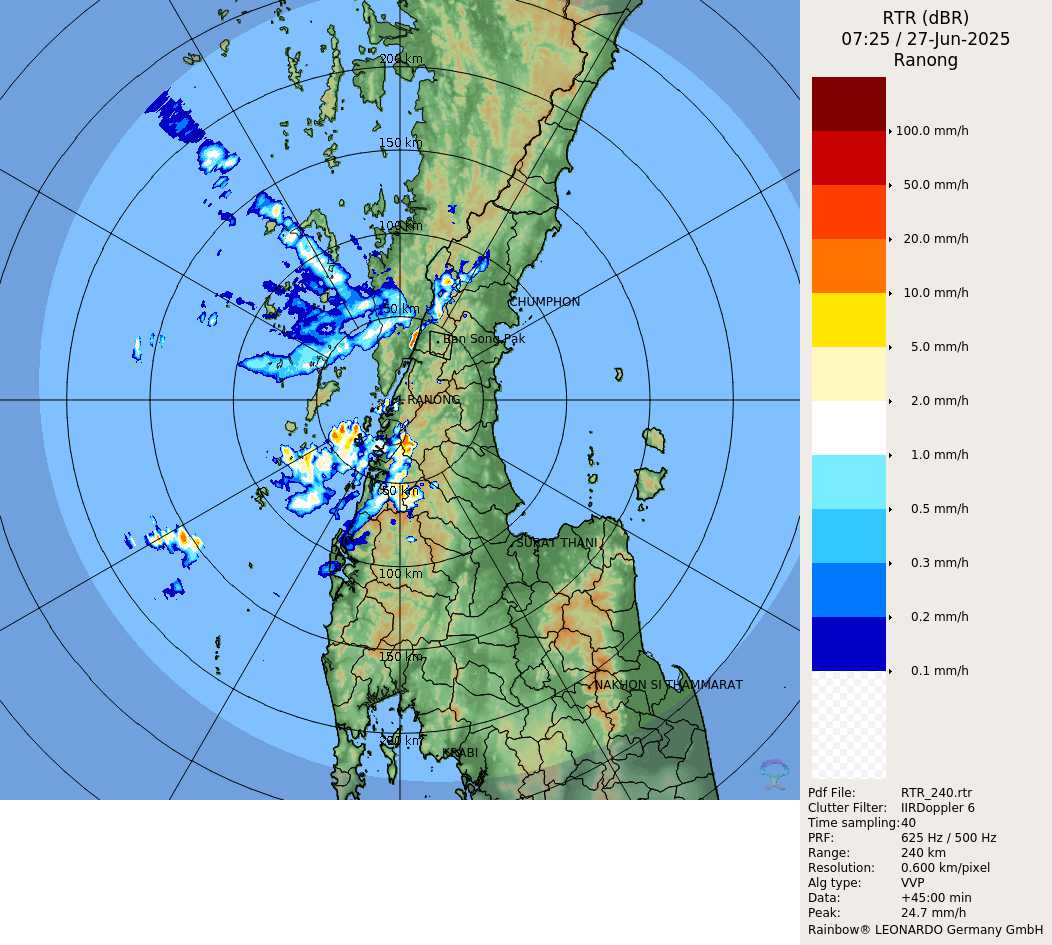 RTR (dBR)
07:25 / 27-Jun-2025
Ranong
100.0 mm/h
50.0 mm/h
20.0 mm/h
10.0 mm/h
5.0 mm/h
2.0 mm/h
1.0 mm/h
0.5 mm/h
0.3 mm/h
0.2 mm/h
0.1 mm/h
Pdf File: RTR_240.rtr
Clutter Filter: IIRDoppler 6
Time sampling: 40
PRF: 625 Hz / 500 Hz
Range: 240 km
Resolution: 0.600 km/pixel
Alg type: VVP
Data: +45:00 min
Peak: 24.7 mm/h
Rainbow® LEONARDO Germany GmbH
200 km
150 km
100 km
50 km
CHUMPHON
Ban Song Pak
RANONG
50 km
SURAT THANI
100 km
150 km
NAKHON SI THAMMARAT
200 km
KRABI